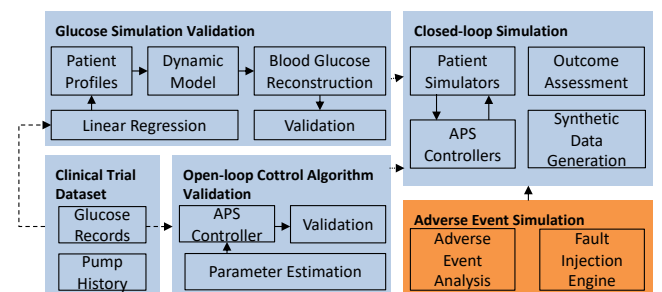 Glucose Simulation Validation
Patient
Profiles
Dynamic
Model
Blood Glucose
Reconstruction
Linear Regression
Validation
Closed-loop Simulation
Patient
Simulators
Outcome
Assessment
APS
Controllers
Synthetic
Data
Generation
Clinical Trial
Dataset
Glucose
Records
Pump
History
Open-loop Cottrol Algorithm
Validation
APS
Controller
Validation
Parameter Estimation
Adverse Event Simulation
Adverse
Event
Analysis
Fault
Injection
Engine